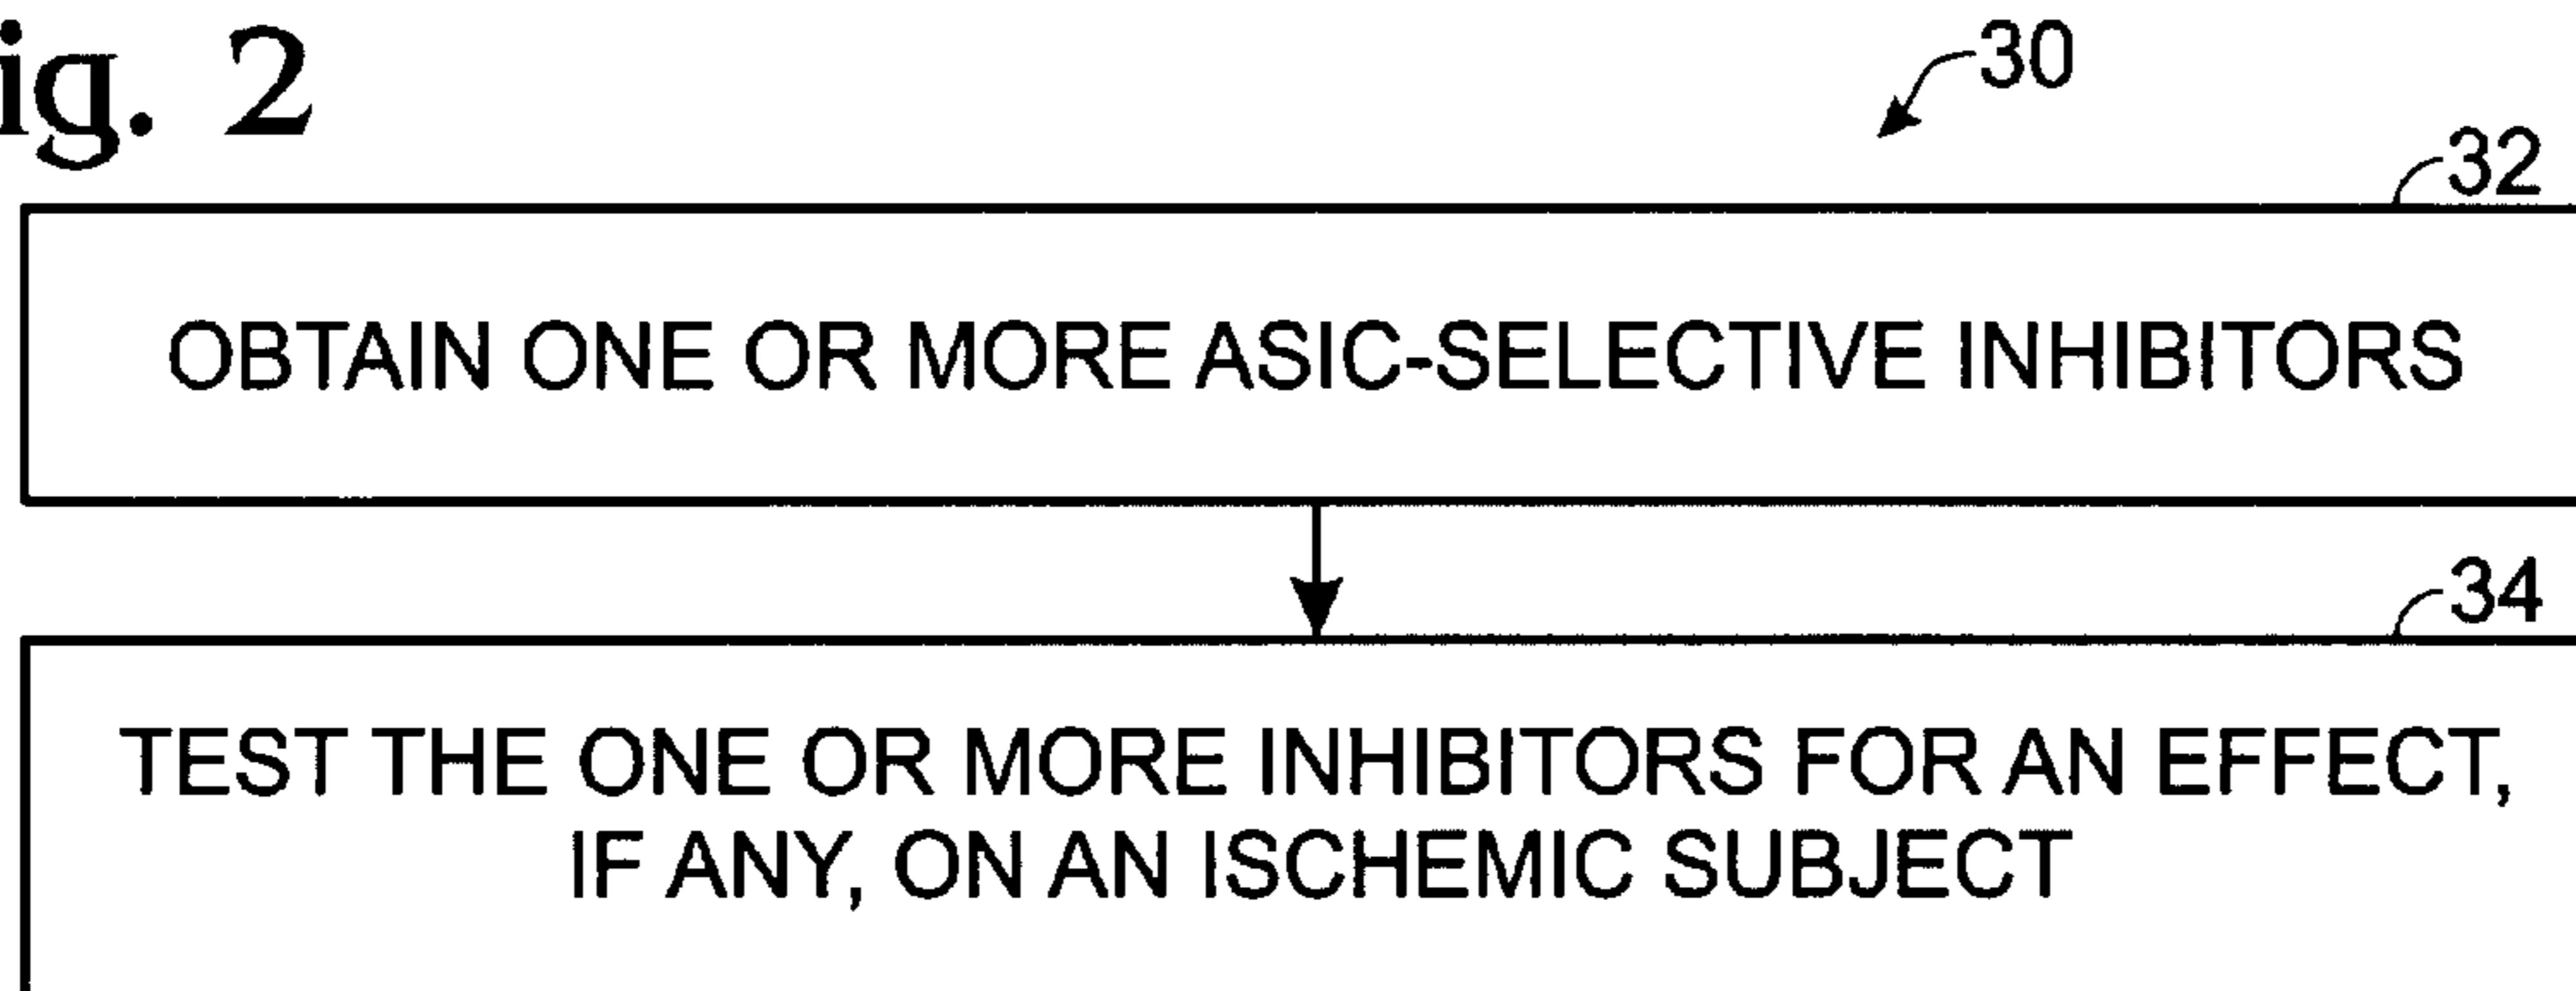 ig. 2
30
32
OBTAIN ONE OR MORE ASIC-SELECTIVE INHIBITORS
34
TEST THE ONE OR MORE INHIBITORS FOR AN EFFECT,
IF ANY, ON AN ISCHEMIC SUBJECT